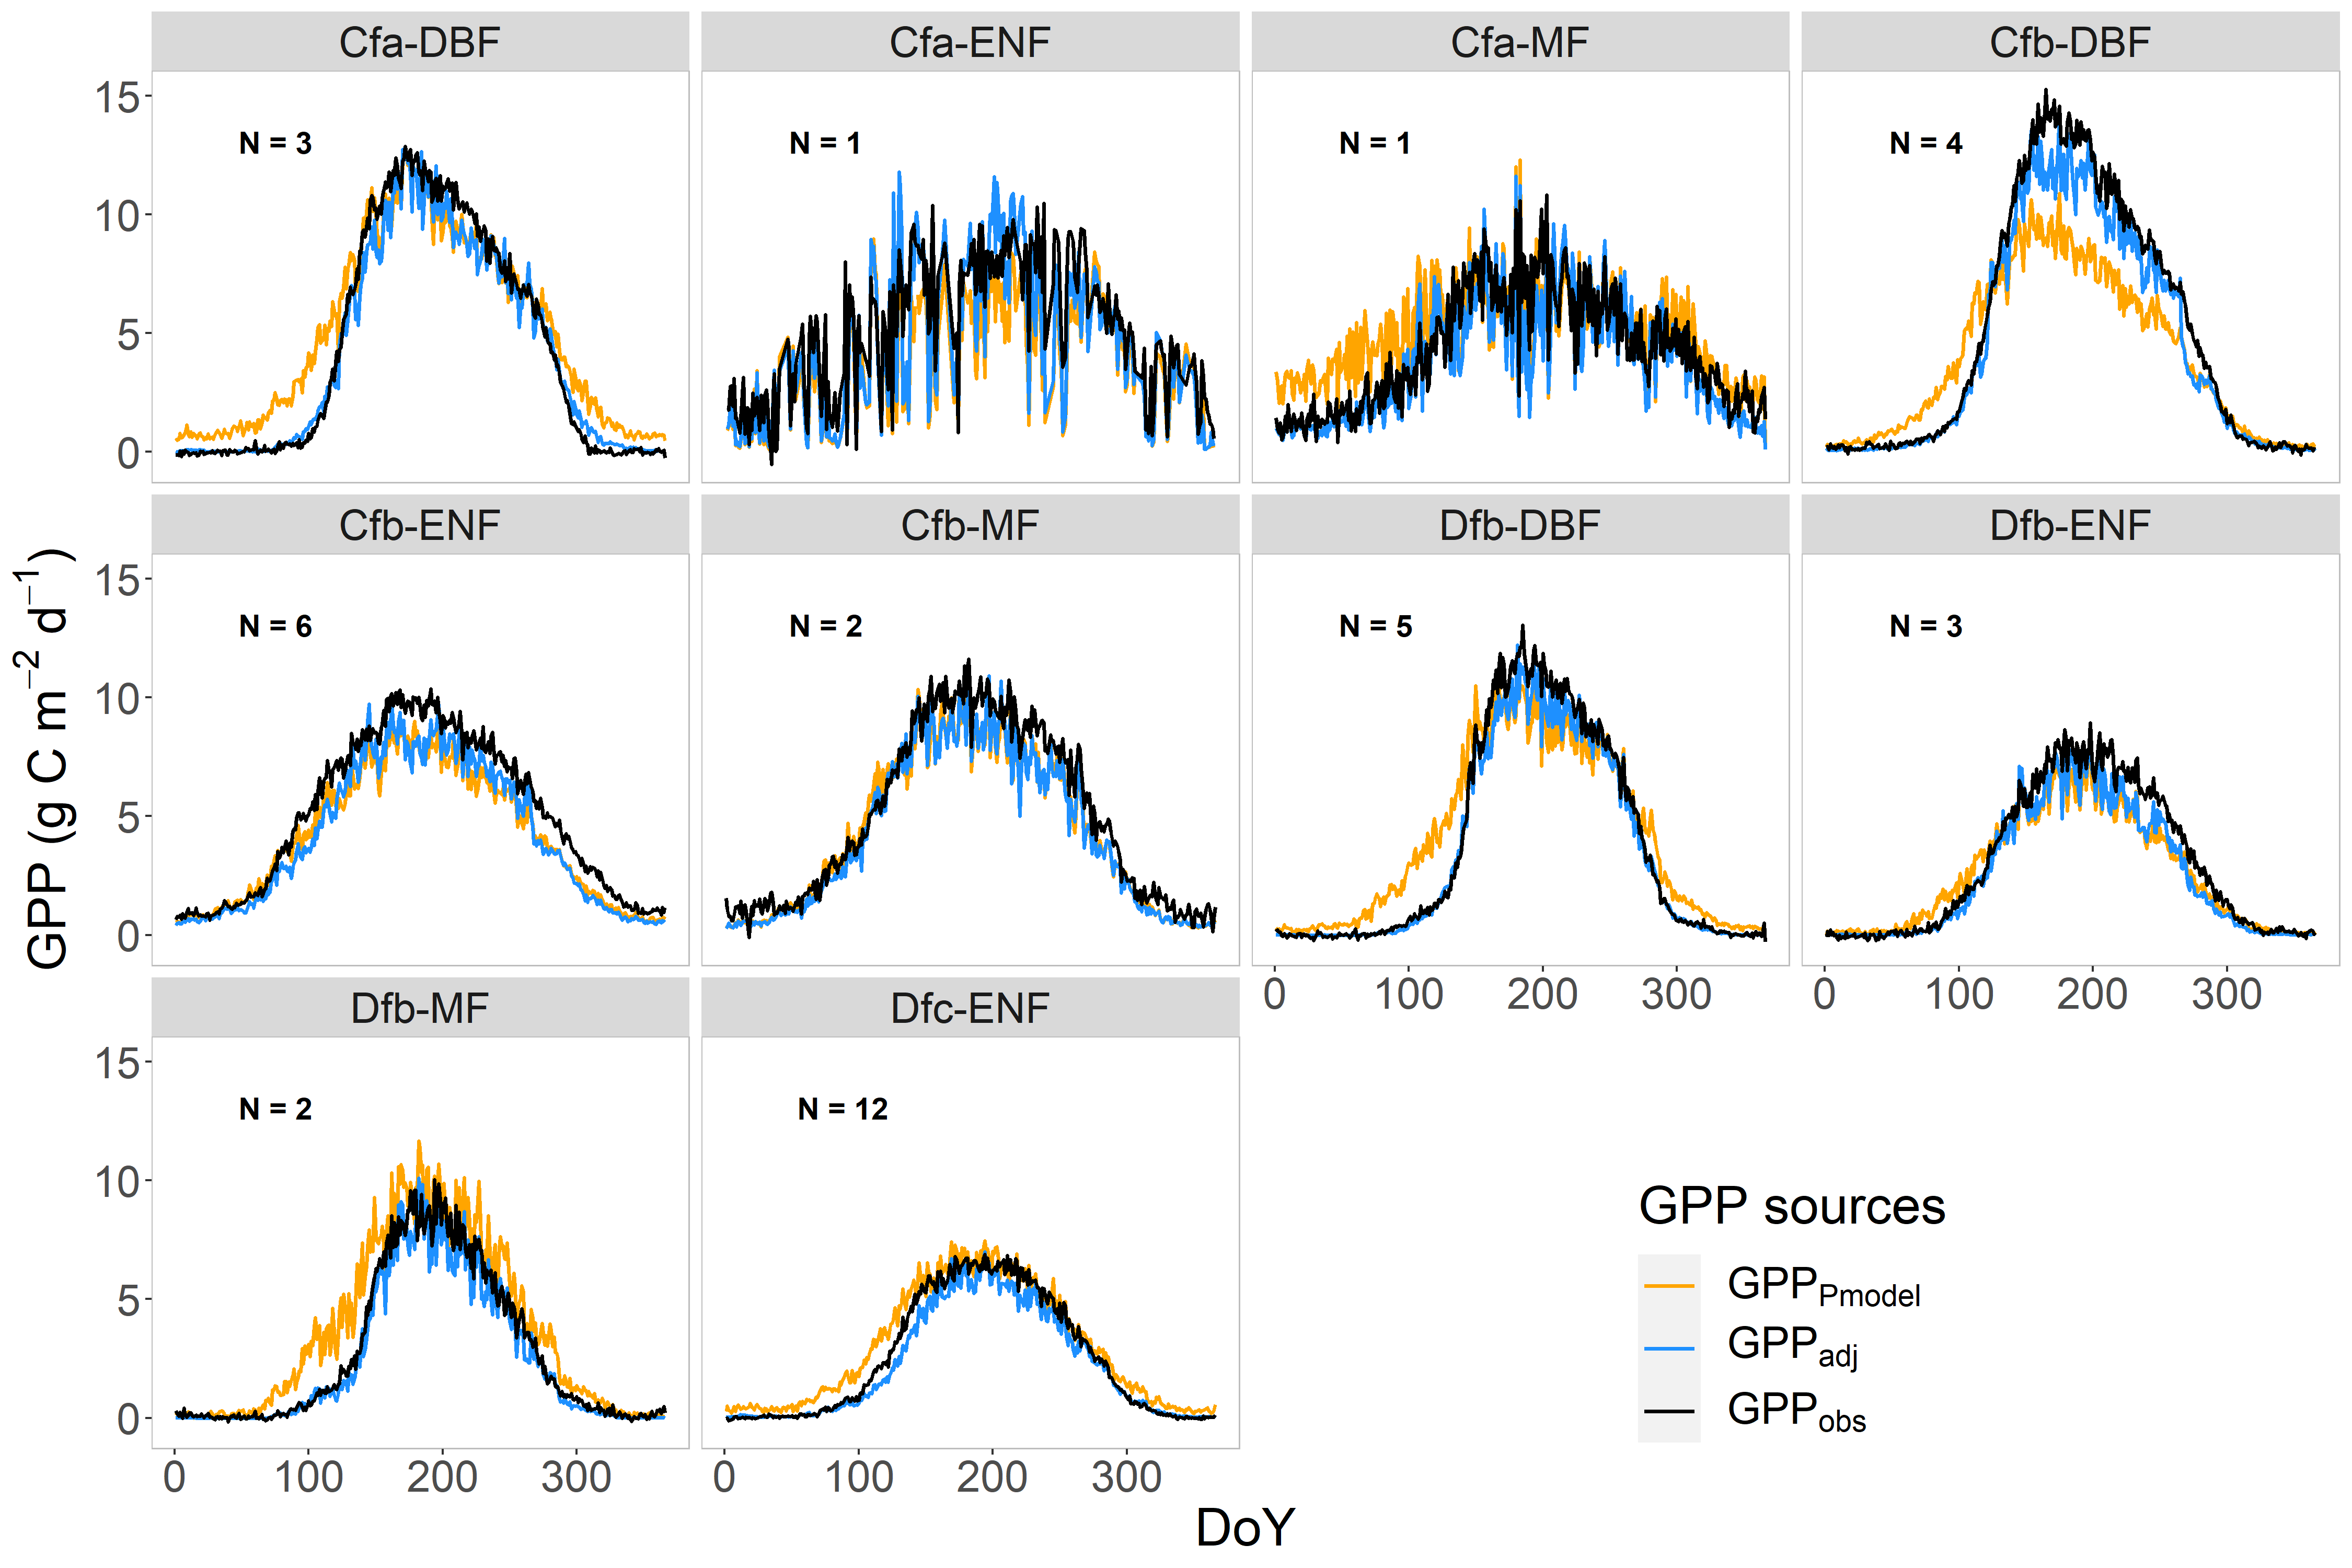 Cfa-DBF Cfa-ENF Cfa-MF Cfb-DBF
15
N = 3 N = 1 N = 1 N = 4
10
5
0
Cfb-ENF Cfb-MF Dfb-DBF Dfb-ENF
15
N = 6 N = 2 N = 5 N = 3
10
5
0
0 100 200 300 0 100 200 300
Dfb-MF Dfc-ENF
15
N = 2 N = 12
10
5
0
0 100 200 300 0 100 200 300
GPP (g C m⁻² d⁻¹)
DoY
GPP sources
GPPPmodel
GPPadj
GPPobs